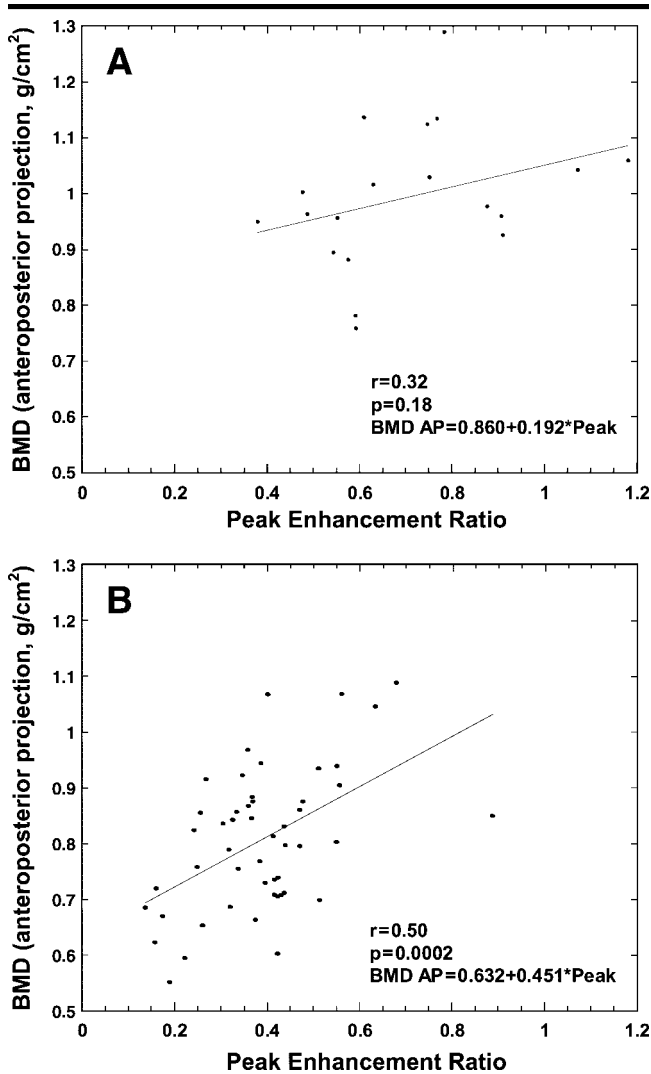 A
BMD (anteroposterior projection, g/cm²)
1.3
1.2
1.1
1
0.9
0.8
0.7
0.6
0.5
r=0.32
p=0.18
BMD AP=0.860+0.192*Peak
0 0.2 0.4 0.6 0.8 1 1.2
Peak Enhancement Ratio
B
BMD (anteroposterior projection, g/cm²)
1.3
1.2
1.1
1
0.9
0.8
0.7
0.6
0.5
r=0.50
p=0.0002
BMD AP=0.632+0.451*Peak
0 0.2 0.4 0.6 0.8 1 1.2
Peak Enhancement Ratio